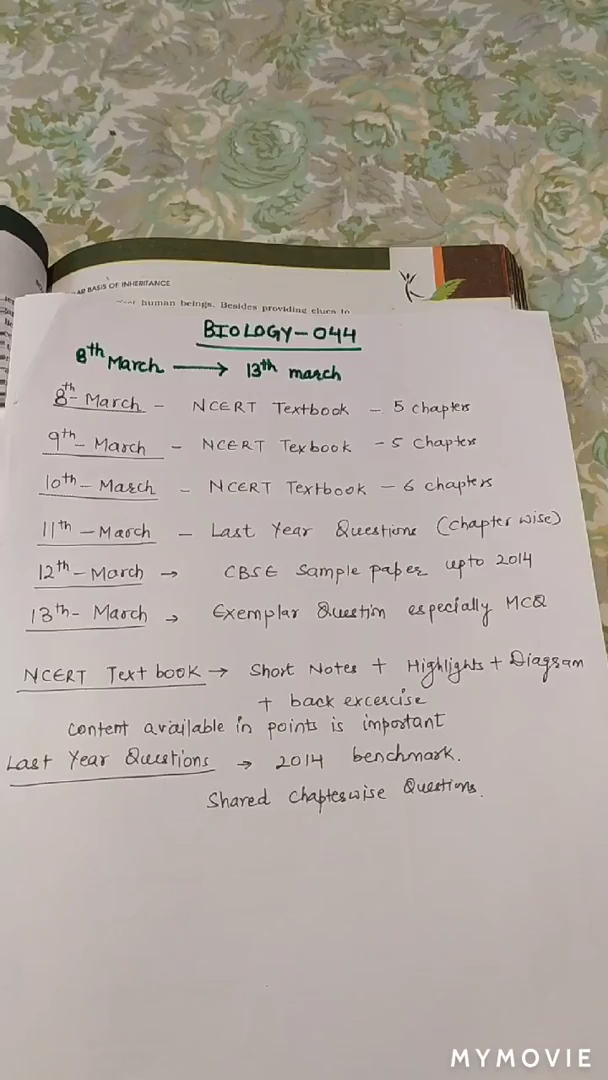 AR BASIS OF INHERITANCE
human beings. Besides providing clues to
BIOLOGY-044
8th March → 13th march
8th March - NCERT Textbook - 5 chapters
9th - March - NCERT Texbook - 5 Chapters
10th - March - NCERT Textbook - 6 chapters
11th - March - Last Year Questions (Chapter wise)
12th - March → CBSE Sample paper upto 2014
13th - March → Exemplar Question especially MCQ
NCERT Text book → Short Notes + Highlights + Diagram
+ back excercise
content available in points is important
Last Year Questions → 2014 benchmark.
Shared Chapterwise Questions.
MYMOVIE